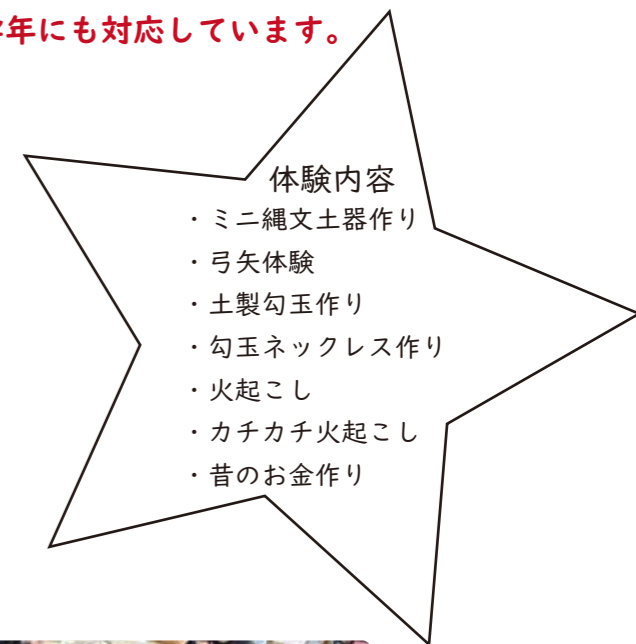 年にも対応しています。
体験内容
・ミニ縄文土器作り
・弓矢体験
・土製勾玉作り
・勾玉ネックレス作り
・火起こし
・カチカチ火起こし
・昔のお金作り